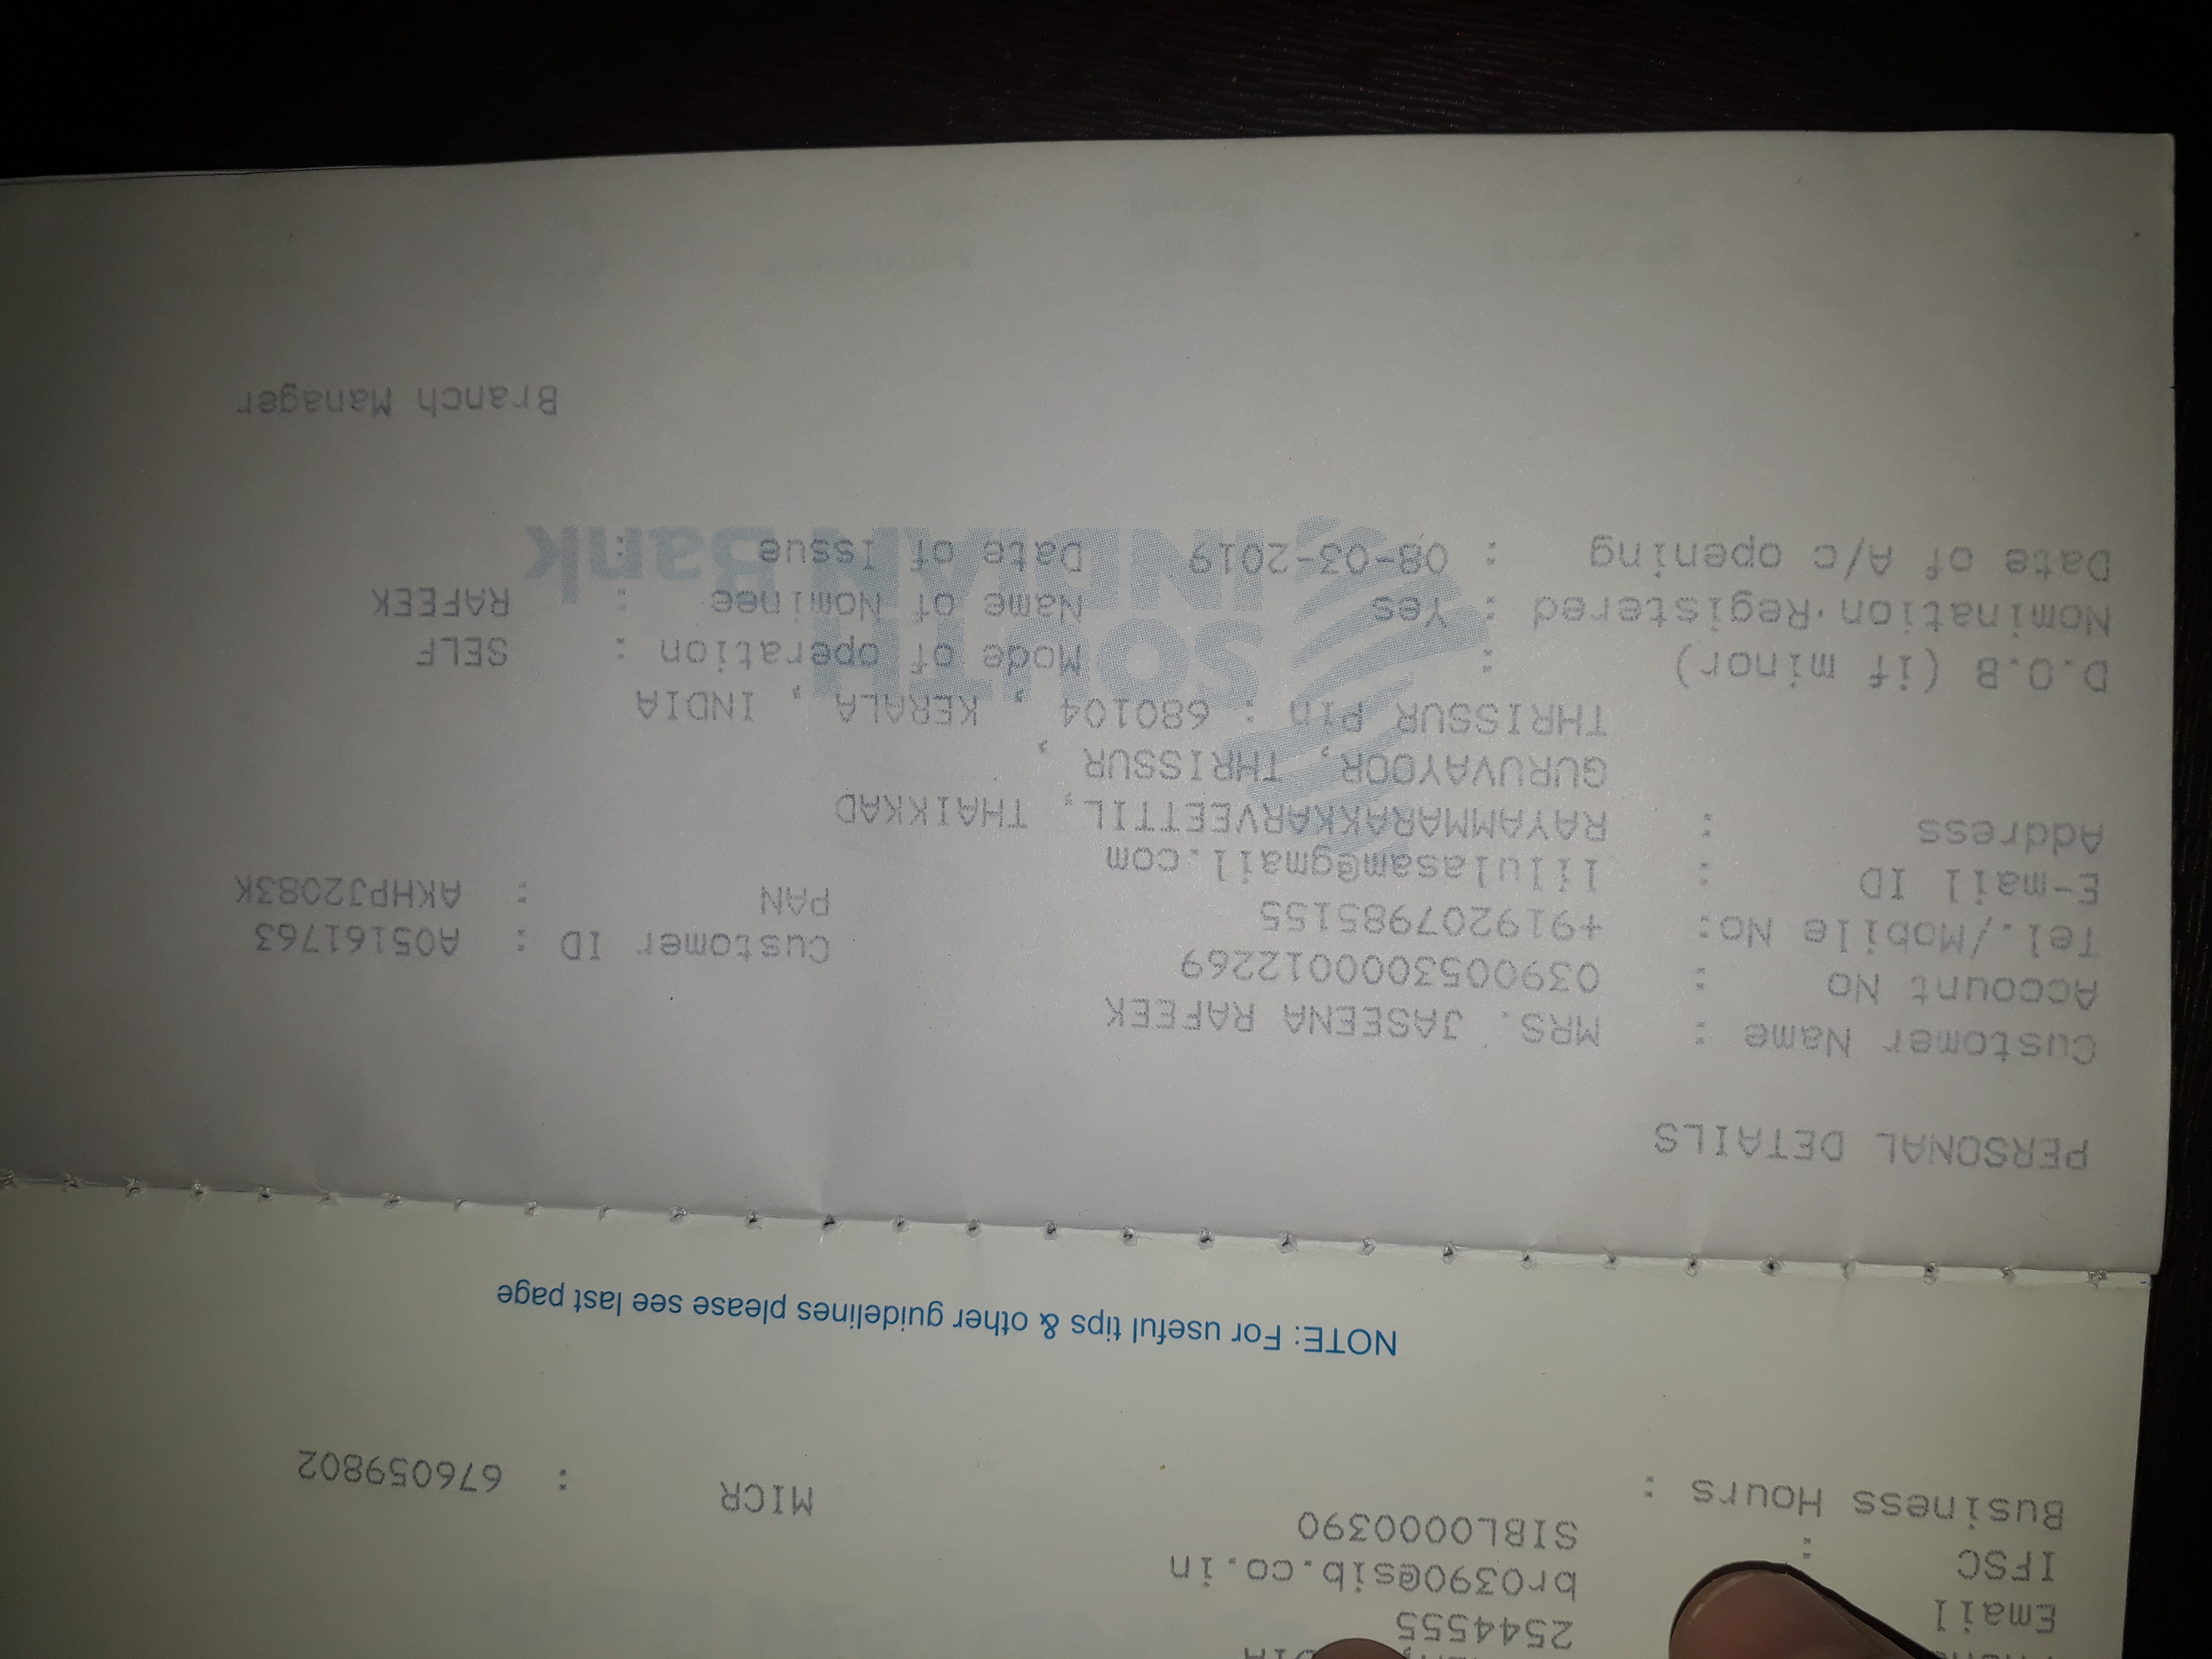 2544555
Email br0390@sib.co.in
IFSC : SIBL0000390
Business Hours : MICR : 676059802
NOTE: For useful tips & other guidelines please see last page
PERSONAL DETAILS
Customer Name : MRS. JASEENA RAFEEK
Account No : 0390053000012269 Customer ID : A05161763
Tel./Mobile No: +919207985155 PAN : AKHPJ2083K
E-mail ID : lilulasam@gmail.com
Address : RAYAMMARAKKARVEETTIL, THAIKKAD
GURUVAYOOR, THRISSUR ,
THRISSUR Pin : 680104 , KERALA , INDIA
D.O.B (if minor) : Mode of operation : SELF
Nomination Registered : Yes Name of Nominee : RAFEEK
Date of A/c opening : 08-03-2019 Date of Issue :
SOUTH
INDIAN Bank
Branch Manager